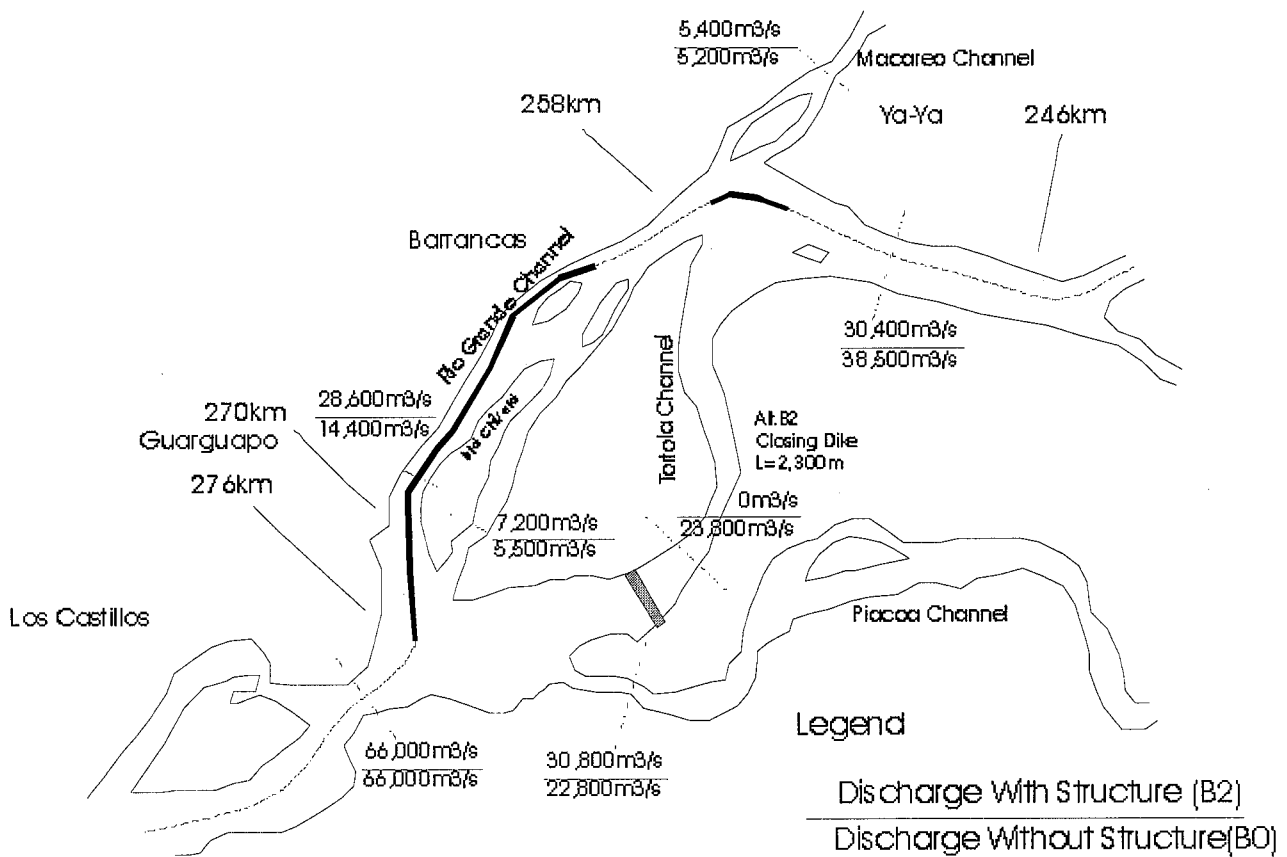 5,400m3/s
5,200m3/s
Macareo Channel
258km
Ya-Ya
246km
Barrancas
Rio Grande Channel
30,400m3/s
38,500m3/s
Tortola Channel
28,600m3/s
14,400m3/s
270km
Guarguapo
276km
Alt. B2
Closing Dike
L=2,300m
0m3/s
23,800m3/s
7,200m3/s
5,500m3/s
Los Castillos
Piacoa Channel
66,000m3/s
66,000m3/s
30,800m3/s
22,800m3/s
Legend
Discharge With Structure (B2)
Discharge Without Structure(B0)